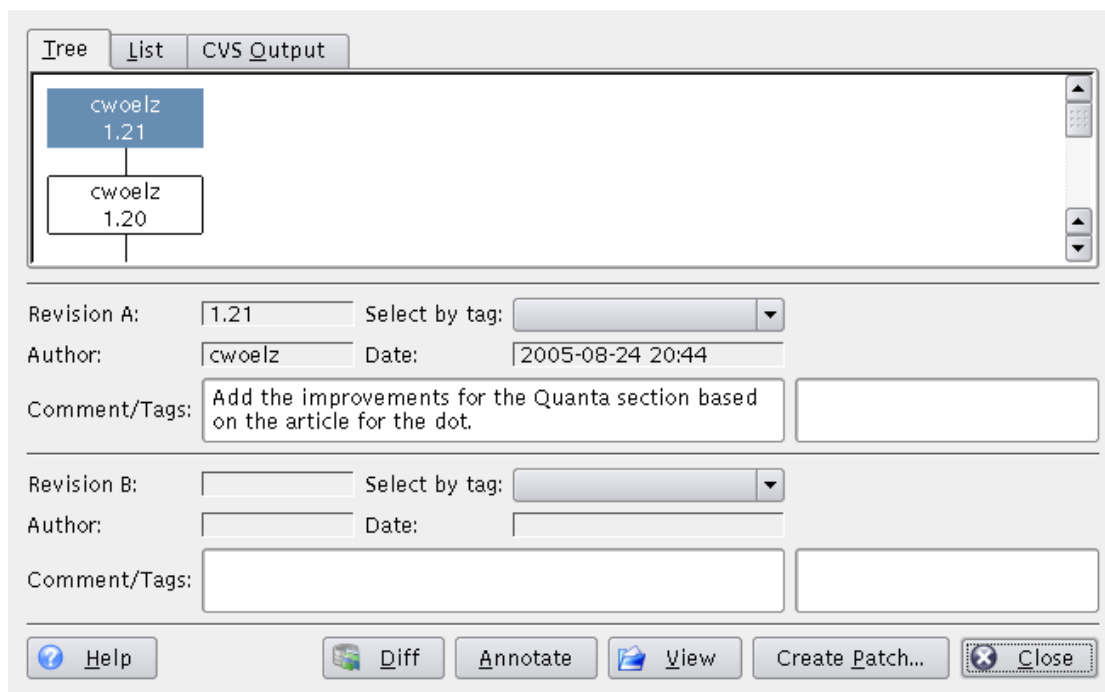 Tree List CVS Output
cwoelz
1.21
cwoelz
1.20
Revision A: 1.21 Select by tag:
Author: cwoelz Date: 2005-08-24 20:44
Comment/Tags: Add the improvements for the Quanta section based
on the article for the dot.
Revision B: Select by tag:
Author: Date:
Comment/Tags:
Help Diff Annotate View Create Patch... Close